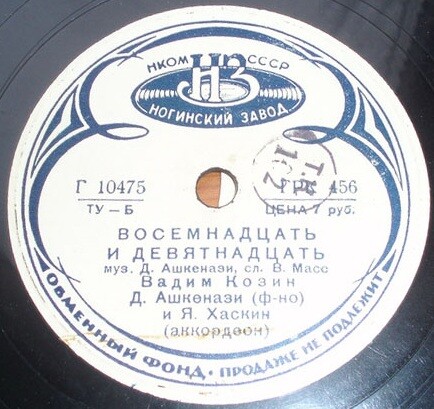 НКОМ СССР
НЗ
НОГИНСКИЙ ЗАВОД
Г 10475
456
ТУ – Б
ЦЕНА 7 руб.
162
ВОСЕМНАДЦАТЬ
И ДЕВЯТНАДЦАТЬ
муз. Д. Ашкенази, сл. В. Масс
Вадим Козин
Д. Ашкенази (ф-но)
и Я. Хаскин
(аккордеон)
ОБМЕННЫЙ ФОНД. ПРОДАЖЕ НЕ ПОДЛЕЖИТ